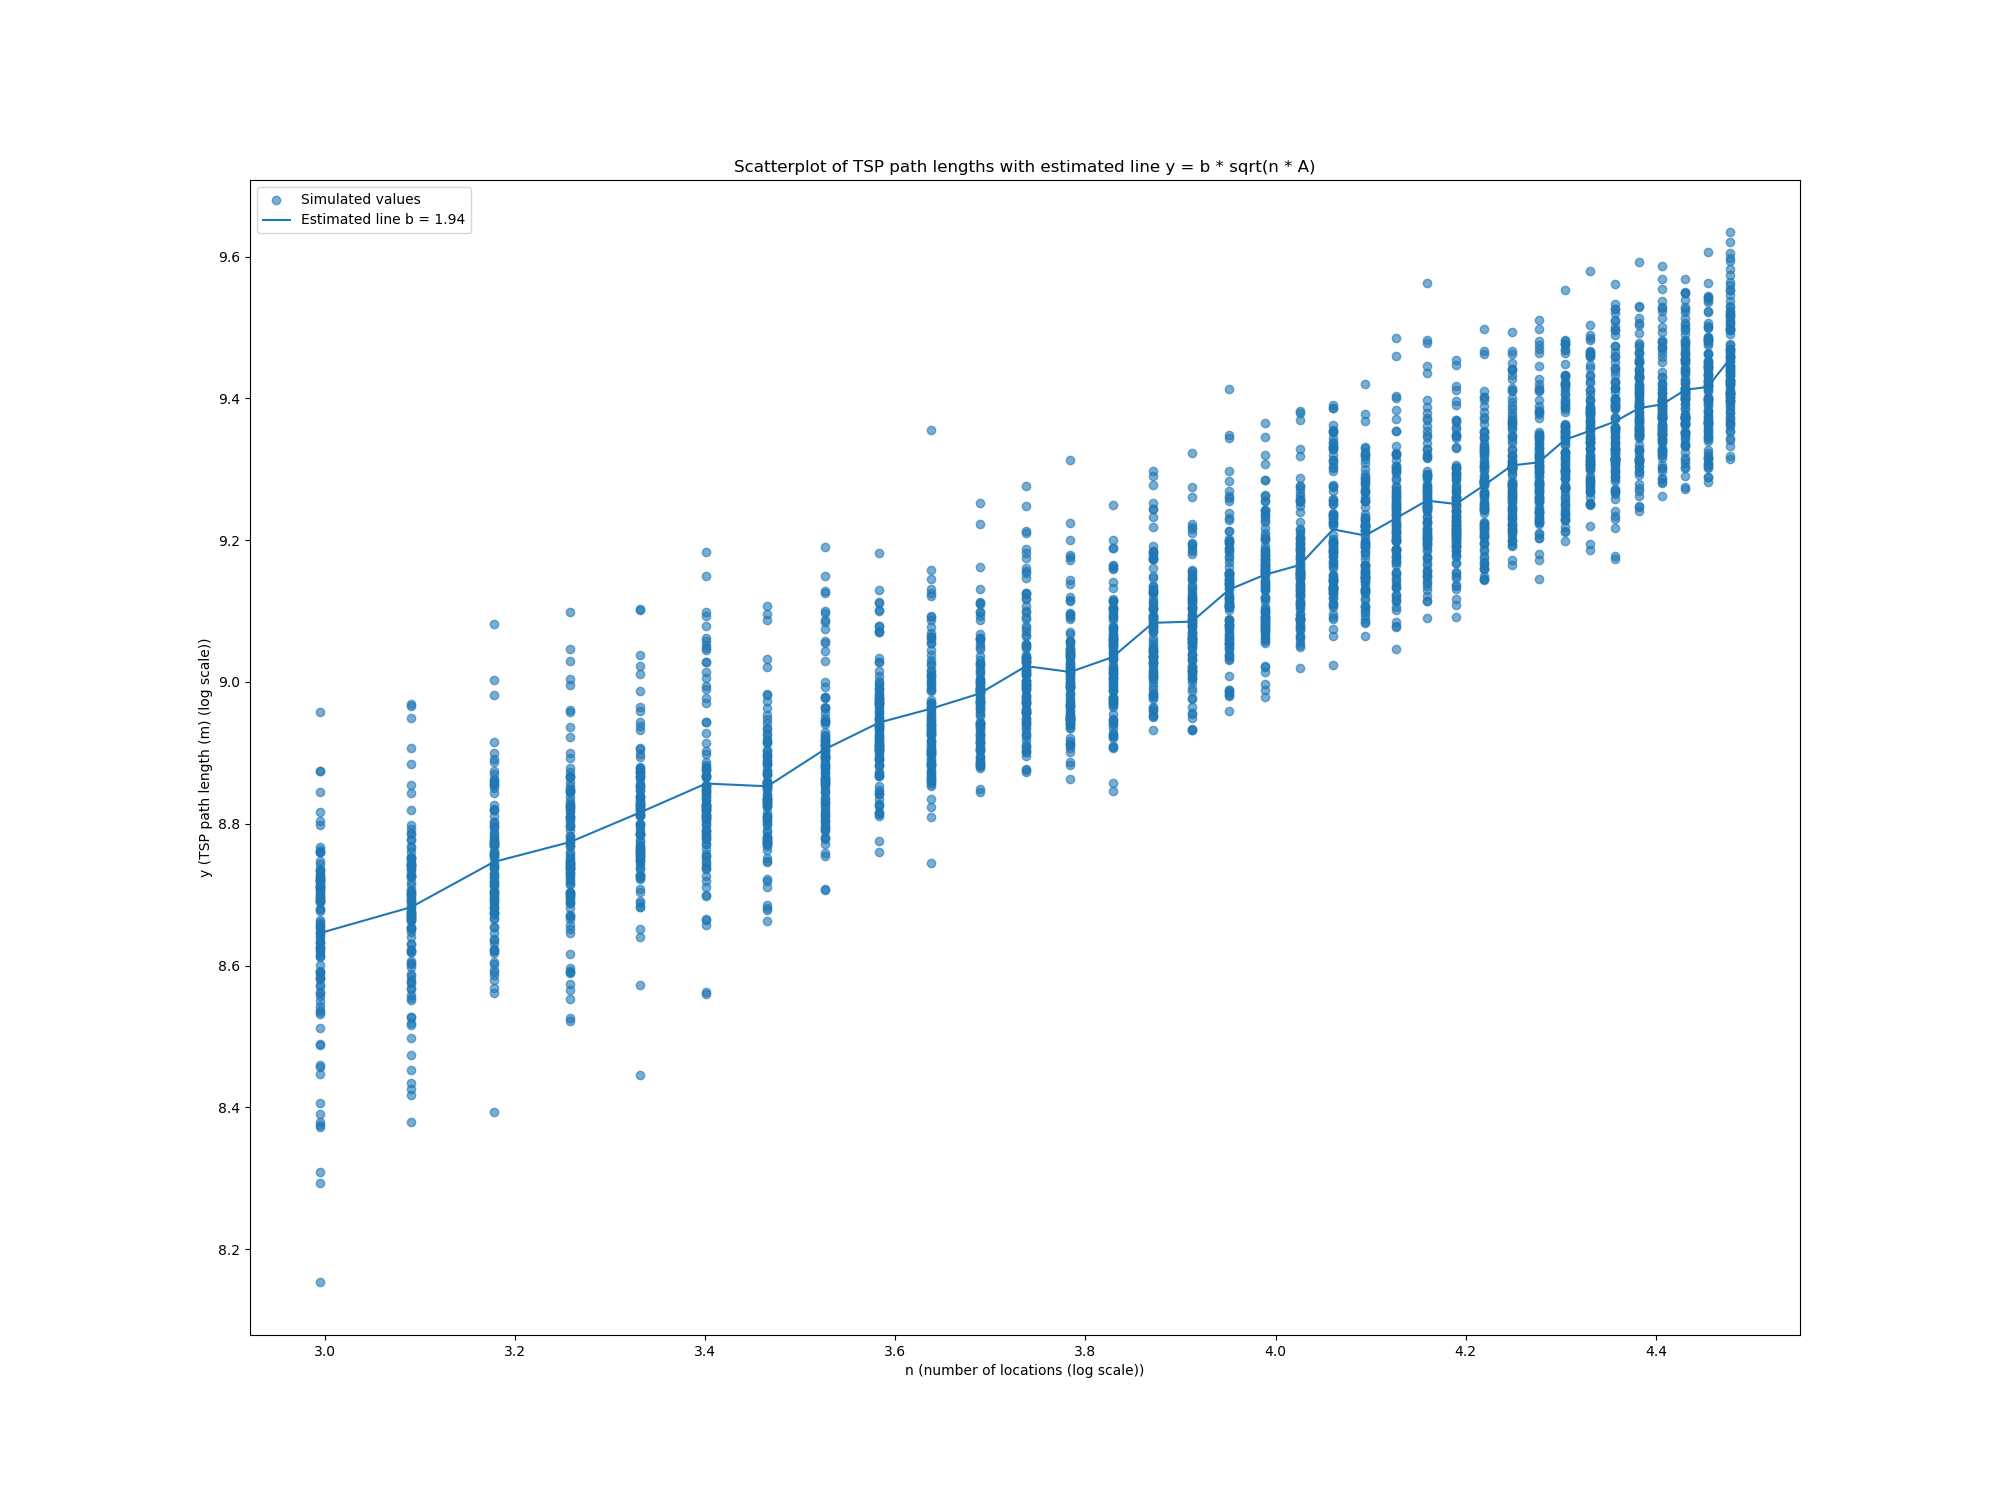 Scatterplot of TSP path lengths with estimated line y = b * sqrt(n * A)
Simulated values
Estimated line b = 1.94
9.6
9.4
9.2
9.0
8.8
8.6
8.4
8.2
y (TSP path length (m) (log scale))
3.0 3.2 3.4 3.6 3.8 4.0 4.2 4.4
n (number of locations (log scale))